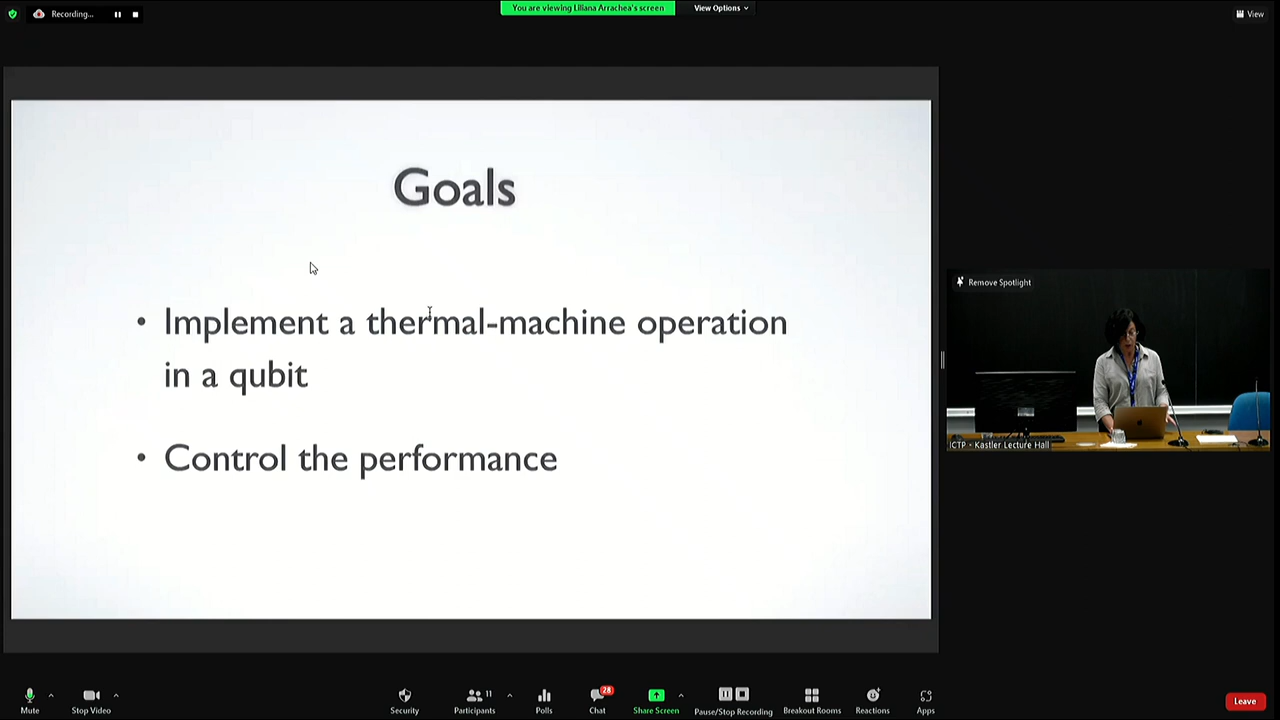 Recording...
You are viewing Liliana Arrachea's screen
View Options
View
Goals
• Implement a thermal-machine operation
in a qubit
• Control the performance
Remove Spotlight
ICTP - Kastler Lecture Hall
Mute
Stop Video
Security
11
Participants
Polls
28
Chat
Share Screen
Pause/Stop Recording
Breakout Rooms
Reactions
Apps
Leave